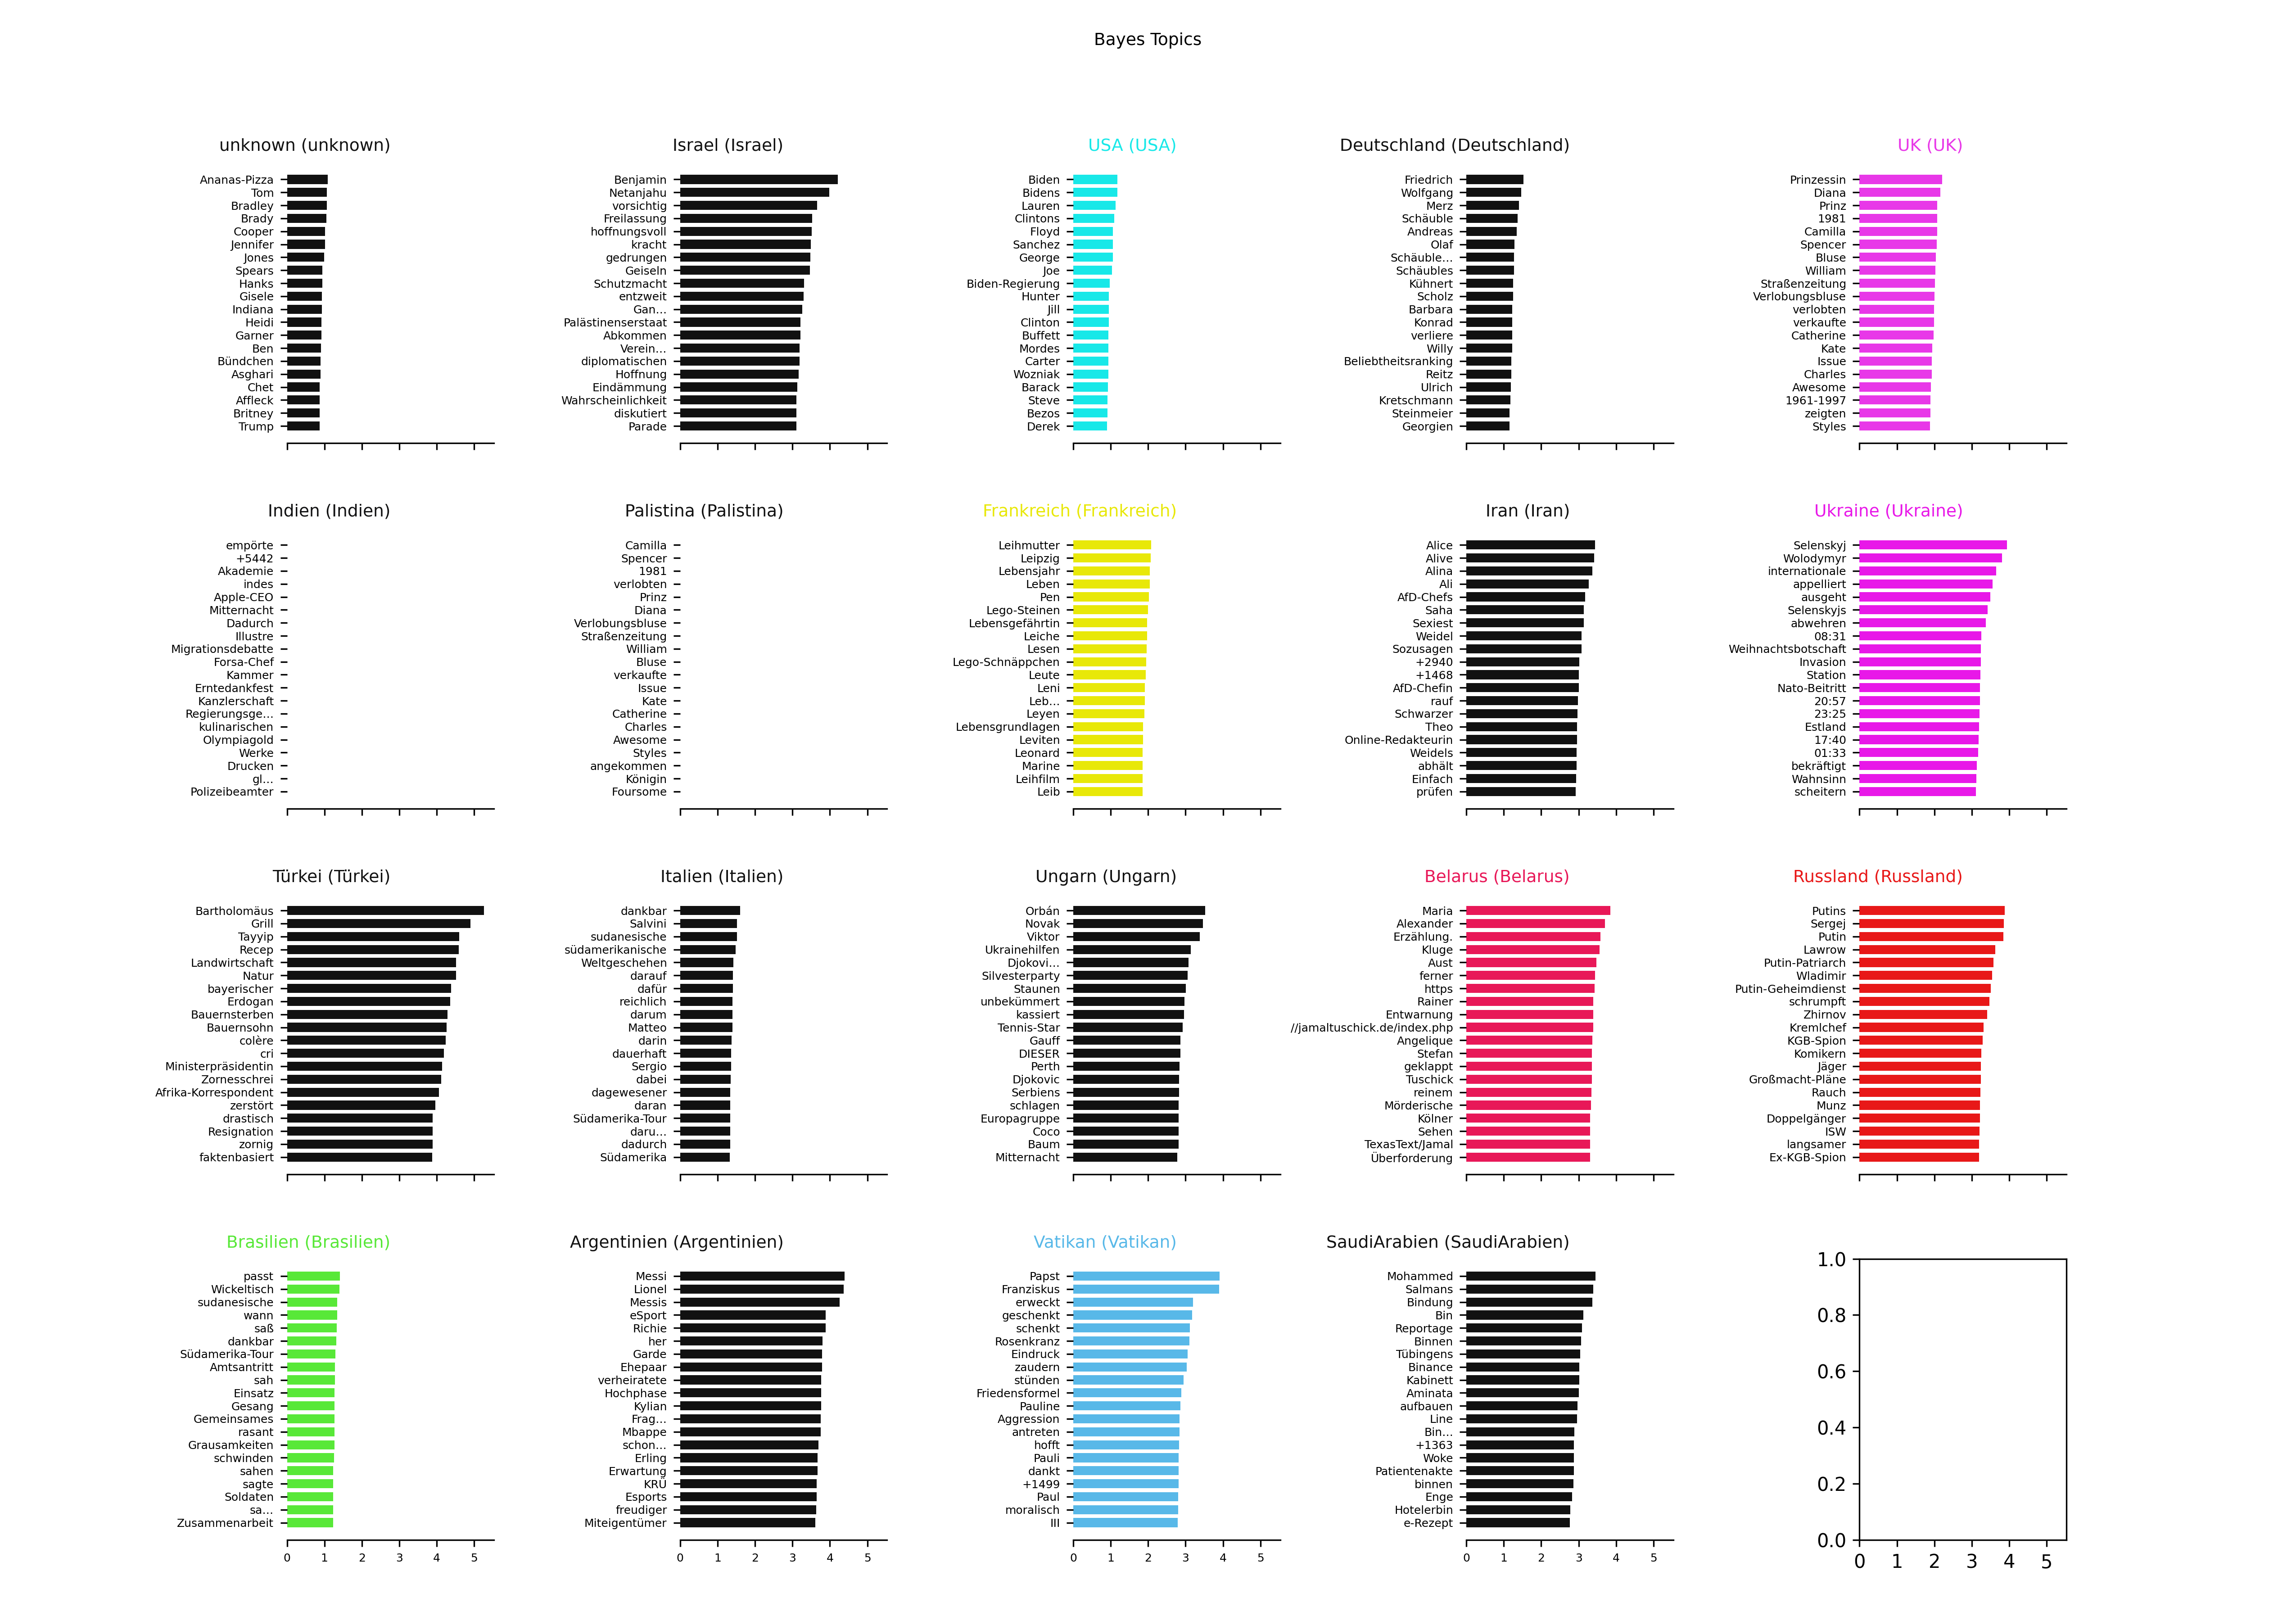 Bayes Topics
unknown (unknown)
Ananas-Pizza
Tom
Bradley
Brady
Cooper
Jennifer
Jones
Spears
Hanks
Gisele
Indiana
Heidi
Garner
Ben
Bündchen
Asghari
Chet
Affleck
Britney
Trump
Israel (Israel)
Benjamin
Netanjahu
vorsichtig
Freilassung
hoffnungsvoll
kracht
gedrungen
Geiseln
Schutzmacht
entzweit
Gan...
Palästinenserstaat
Abkommen
Verein...
diplomatischen
Hoffnung
Eindämmung
Wahrscheinlichkeit
diskutiert
Parade
USA (USA)
Biden
Bidens
Lauren
Clintons
Floyd
Sanchez
George
Joe
Biden-Regierung
Hunter
Jill
Clinton
Buffett
Mordes
Carter
Wozniak
Barack
Steve
Bezos
Derek
Deutschland (Deutschland)
Friedrich
Wolfgang
Merz
Schäuble
Andreas
Olaf
Schäuble...
Schäubles
Kühnert
Scholz
Barbara
Konrad
verliere
Willy
Beliebtheitsranking
Reitz
Ulrich
Kretschmann
Steinmeier
Georgien
UK (UK)
Prinzessin
Diana
Prinz
1981
Camilla
Spencer
Bluse
William
Straßenzeitung
Verlobungsbluse
verlobten
verkaufte
Catherine
Kate
Issue
Charles
Awesome
1961-1997
zeigten
Styles
Indien (Indien)
empörte
+5442
Akademie
indes
Apple-CEO
Mitternacht
Dadurch
Illustre
Migrationsdebatte
Forsa-Chef
Kammer
Erntedankfest
Kanzlerschaft
Regierungsge...
kulinarischen
Olympiagold
Werke
Drucken
gl...
Polizeibeamter
Palistina (Palistina)
Camilla
Spencer
1981
verlobten
Prinz
Diana
Verlobungsbluse
Straßenzeitung
William
Bluse
verkaufte
Issue
Kate
Catherine
Charles
Awesome
Styles
angekommen
Königin
Foursome
Frankreich (Frankreich)
Leihmutter
Leipzig
Lebensjahr
Leben
Pen
Lego-Steinen
Lebensgefährtin
Leiche
Lesen
Lego-Schnäppchen
Leute
Leni
Leb...
Leyen
Lebensgrundlagen
Leviten
Leonard
Marine
Leihfilm
Leib
Iran (Iran)
Alice
Alive
Alina
Ali
AfD-Chefs
Saha
Sexiest
Weidel
Sozusagen
+2940
+1468
AfD-Chefin
rauf
Schwarzer
Theo
Online-Redakteurin
Weidels
abhält
Einfach
prüfen
Ukraine (Ukraine)
Selenskyj
Wolodymyr
internationale
appelliert
ausgeht
Selenskyjs
abwehren
08:31
Weihnachtsbotschaft
Invasion
Station
Nato-Beitritt
20:57
23:25
Estland
17:40
01:33
bekräftigt
Wahnsinn
scheitern
Türkei (Türkei)
Bartholomäus
Grill
Tayyip
Recep
Landwirtschaft
Natur
bayerischer
Erdogan
Bauernsterben
Bauernsohn
colère
cri
Ministerpräsidentin
Zornesschrei
Afrika-Korrespondent
zerstört
drastisch
Resignation
zornig
faktenbasiert
Italien (Italien)
dankbar
Salvini
sudanesische
südamerikanische
Weltgeschehen
darauf
dafür
reichlich
darum
Matteo
darin
dauerhaft
Sergio
dabei
dagewesener
daran
Südamerika-Tour
daru...
dadurch
Südamerika
Ungarn (Ungarn)
Orbán
Novak
Viktor
Ukrainehilfen
Djokovi...
Silvesterparty
Staunen
unbekümmert
kassiert
Tennis-Star
Gauff
DIESER
Perth
Djokovic
Serbiens
schlagen
Europagruppe
Coco
Baum
Mitternacht
Belarus (Belarus)
Maria
Alexander
Erzählung.
Kluge
Aust
ferner
https
Rainer
Entwarnung
//jamaltuschick.de/index.php
Angelique
Stefan
geklappt
Tuschick
reinem
Mörderische
Kölner
Sehen
TexasText/Jamal
Überforderung
Russland (Russland)
Putins
Sergej
Putin
Lawrow
Putin-Patriarch
Wladimir
Putin-Geheimdienst
schrumpft
Zhirnov
Kremlchef
KGB-Spion
Komikern
Jäger
Großmacht-Pläne
Rauch
Munz
Doppelgänger
ISW
langsamer
Ex-KGB-Spion
Brasilien (Brasilien)
passt
Wickeltisch
sudanesische
wann
saß
dankbar
Südamerika-Tour
Amtsantritt
sah
Einsatz
Gesang
Gemeinsames
rasant
Grausamkeiten
schwinden
sahen
sagte
Soldaten
sa...
Zusammenarbeit
0 1 2 3 4 5
Argentinien (Argentinien)
Messi
Lionel
Messis
eSport
Richie
her
Garde
Ehepaar
verheiratete
Hochphase
Kylian
Frag...
Mbappe
schon...
Erling
Erwartung
KRÜ
Esports
freudiger
Miteigentümer
0 1 2 3 4 5
Vatikan (Vatikan)
Papst
Franziskus
erweckt
geschenkt
schenkt
Rosenkranz
Eindruck
zaudern
stünden
Friedensformel
Pauline
Aggression
antreten
hofft
Pauli
dankt
+1499
Paul
moralisch
III
0 1 2 3 4 5
SaudiArabien (SaudiArabien)
Mohammed
Salmans
Bindung
Bin
Reportage
Binnen
Tübingens
Binance
Kabinett
Aminata
aufbauen
Line
Bin...
+1363
Woke
Patientenakte
binnen
Enge
Hotelerbin
e-Rezept
0 1 2 3 4 5
1.0
0.8
0.6
0.4
0.2
0.0
0 1 2 3 4 5